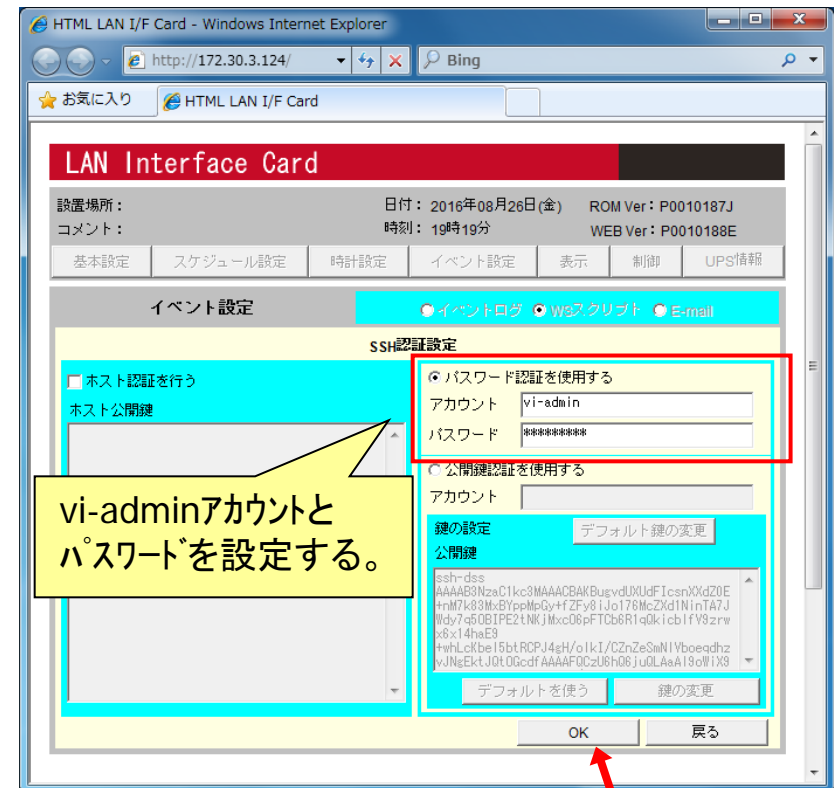 HTML LAN I/F Card - Windows Internet Explorer
http://172.30.3.124/
Bing
お気に入り
HTML LAN I/F Card
LAN Interface Card
設置場所：
日付： 2016年08月26日(金)
ROM Ver：P0010187J
コメント：
時刻： 19時19分
WEB Ver：P0010188E
基本設定
スケジュール設定
時計設定
イベント設定
表示
制御
UPS情報
イベント設定
イベントログ
WSスクリプト
E-mail
SSH認証設定
ホスト認証を行う
ホスト公開鍵
パスワード認証を使用する
アカウント vi-admin
パスワード *********
公開鍵認証を使用する
アカウント
vi-adminアカウントと
パスワードを設定する。
鍵の設定
デフォルト鍵の変更
公開鍵
ssh-dss
デフォルトを使う
鍵の変更
OK
戻る